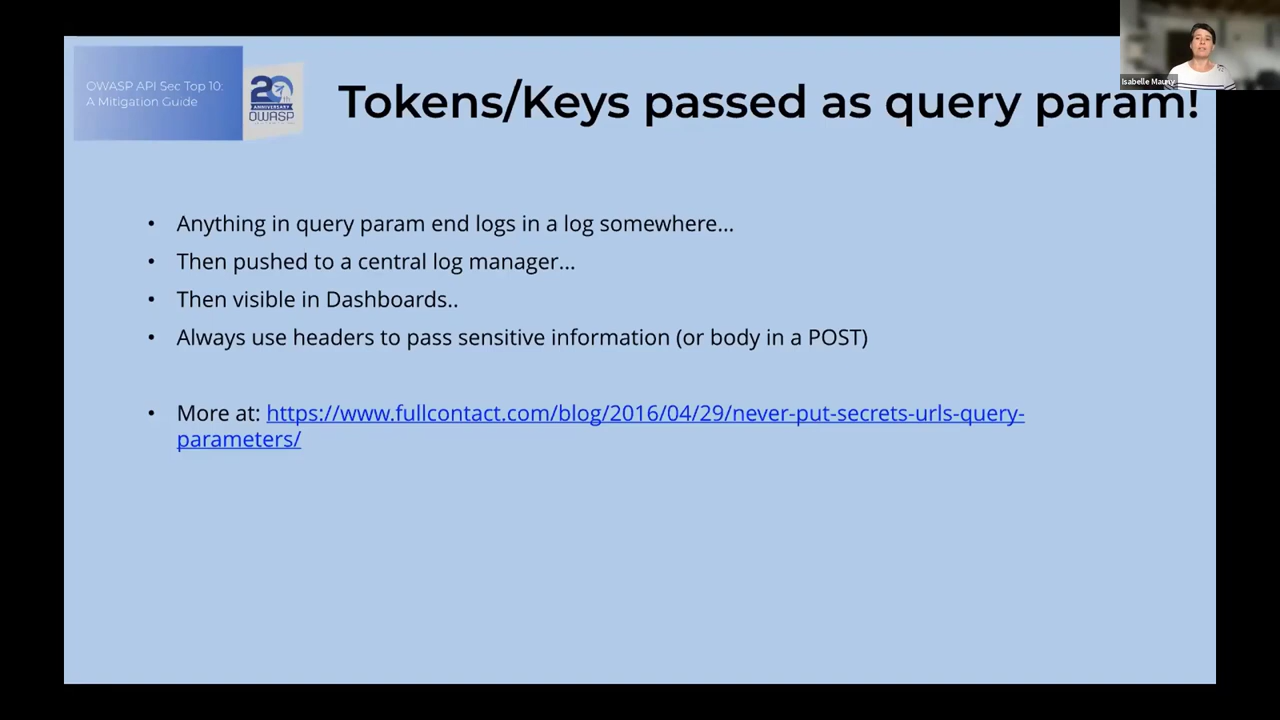 OWASP API Sec Top 10:
A Mitigation Guide
20
th
ANNIVERSARY
OWASP
Tokens/Keys passed as query param!
Isabelle Mauny
• Anything in query param end logs in a log somewhere...
• Then pushed to a central log manager...
• Then visible in Dashboards..
• Always use headers to pass sensitive information (or body in a POST)
• More at: https://www.fullcontact.com/blog/2016/04/29/never-put-secrets-urls-query-
parameters/